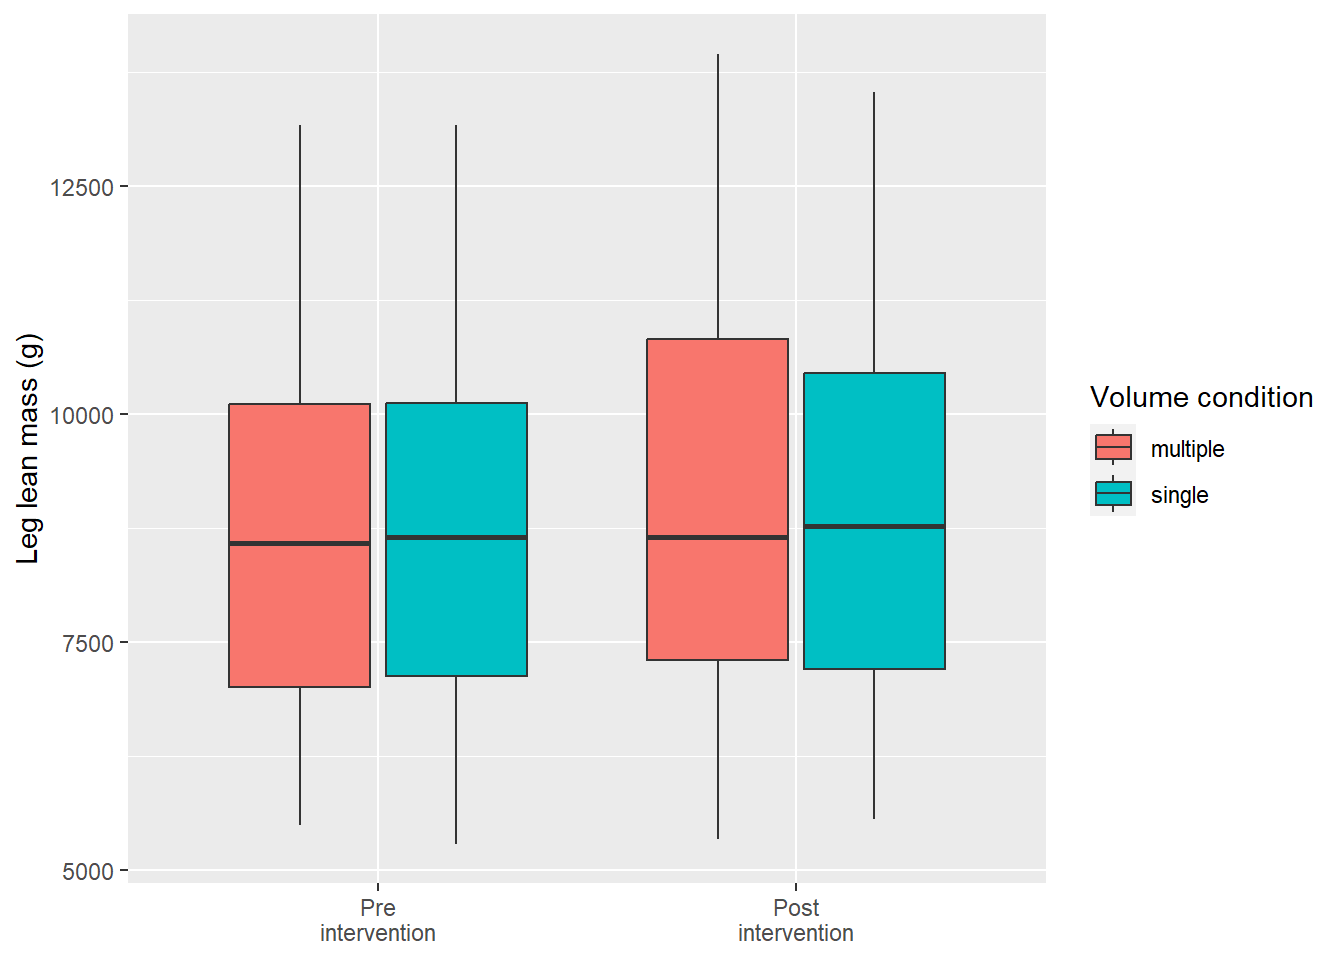 Leg lean mass (g)
12500
10000
7500
5000
Pre
intervention
Post
intervention
Volume condition
multiple
single